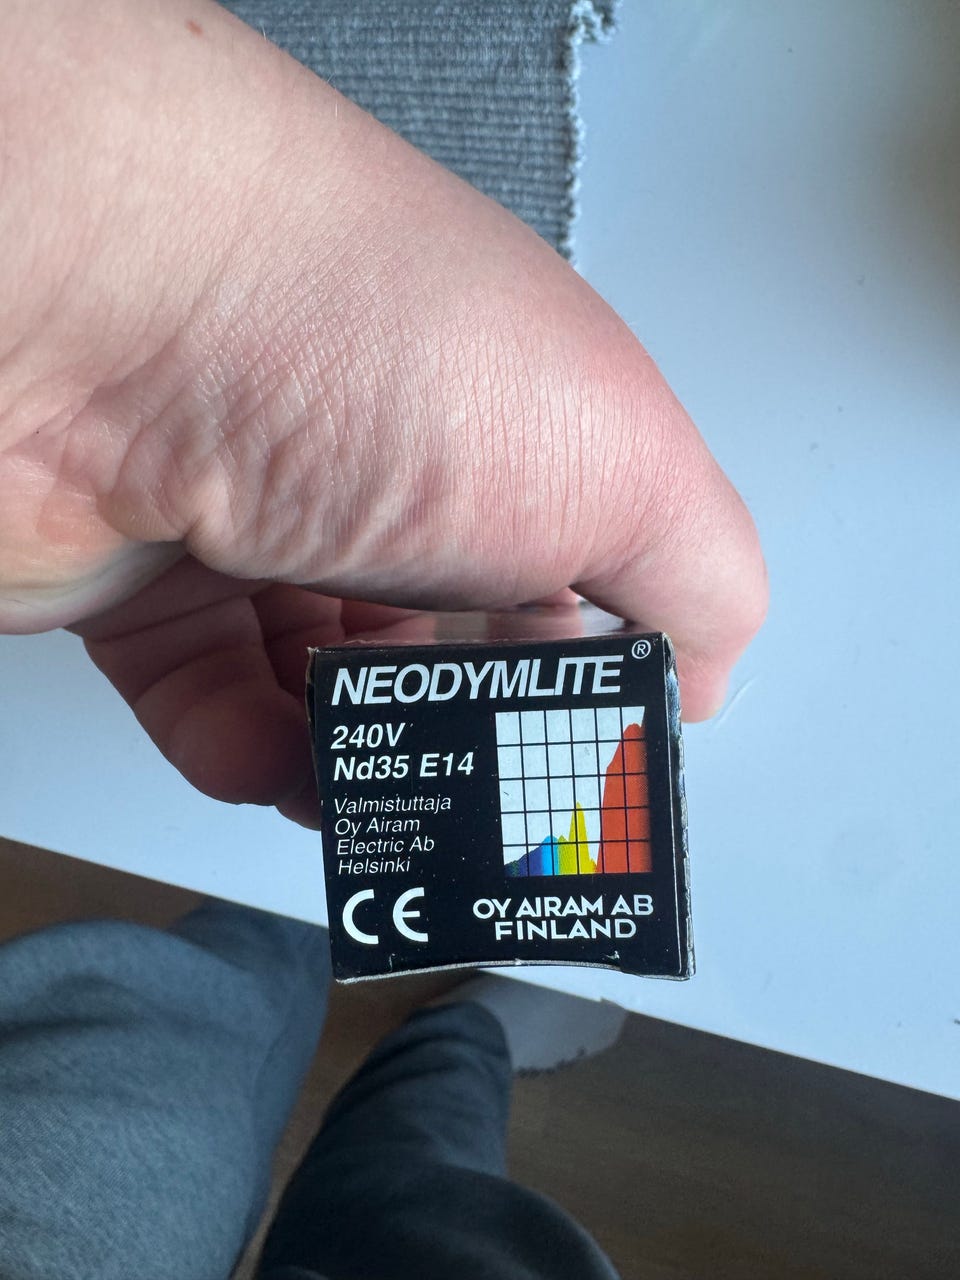 NEODYMLITE®
240V
Nd35 E14
Valmistuttaja
Oy Airam
Electric Ab
Helsinki
CE
OY AIRAM AB
FINLAND